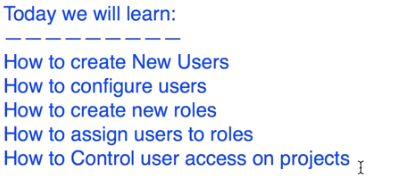 Today we will learn:
— — — — — — — — —
How to create New Users
How to configure users
How to create new roles
How to assign users to roles
How to Control user access on projects